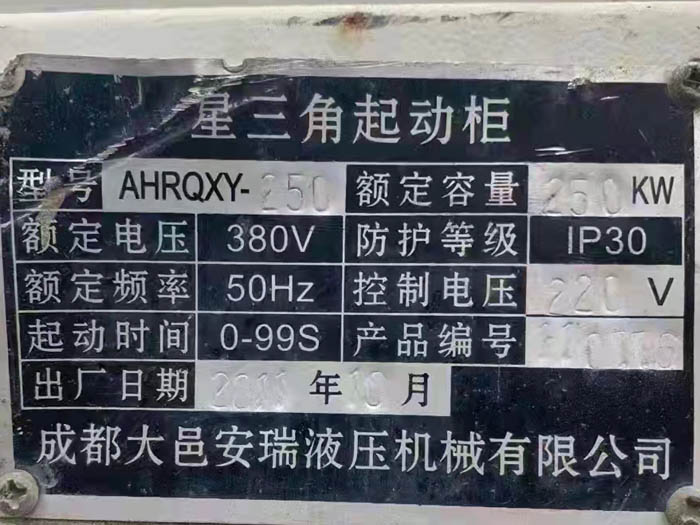 星三角起动柜
型号 AHRQXY-250 额定容量 250 KW
额定电压 380V 防护等级 IP30
额定频率 50Hz 控制电压 220 V
起动时间 0-99S 产品编号
出厂日期 2011 年 10 月
成都大邑安瑞液压机械有限公司